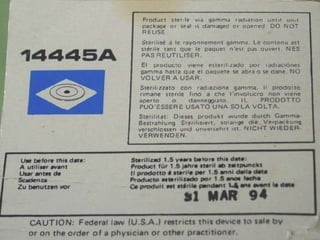 14445A
Product sterile via gamma radiation until unit
package or seal is damaged or opened. DO NOT
REUSE
Stérilisé à le rayonnement gamma. Le contenu est
stérile tant que le paquet n'est pas ouvert. NES
PAS REUTILISER.
El producto viene esterilizado por radiaciónes
gamma hasta que el paquete se abra o se dañe. NO
VOLVER A USAR.
Sterilizzato con radiazione gamma. Il prodotto
rimane sterile fino a che l'involucro non viene
aperto o danneggiato. IL PRODOTTO
PUO'ESSERE USATO UNA SOLA VOLTA.
Sterilitat: Dieses produkt wurde durch Gamma-
Bestrahlung Sterilisiert, solange die Verpackung
verschlossen und unversehrt ist. NICHT WIEDER-
VERWENDEN.
Use before this date:
A utiliser avant
Usar antes de
Scadenza
Zu benutzen vor
Sterilized 1.5 years before this date:
Product für 1.5 jahre steril ab zeitpunckt
Il prodotto é sterile per 1.5 anni dalla data
Producto esterilizado por 1.5 anos fecha
Ce produit est stérile pendant 1.5 ans avant la date
31 MAR 94
CAUTION: Federal law (U.S.A.) restricts this device to sale by
or on the order of a physician or other practitioner.